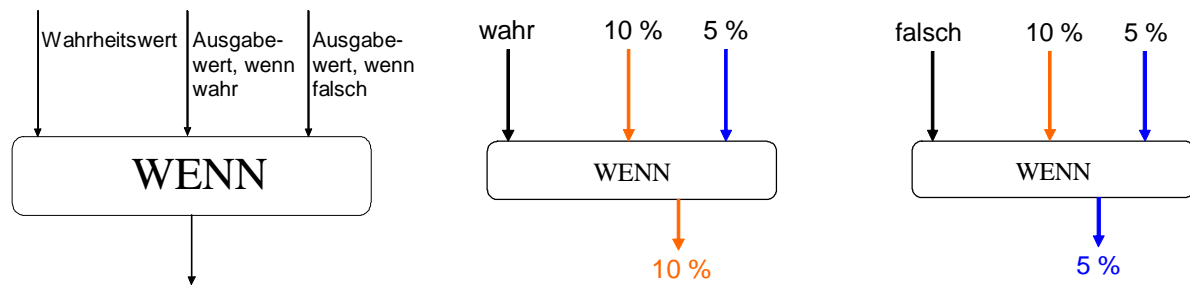 Wahrheitswert
Ausgabe-
wert, wenn
wahr
Ausgabe-
wert, wenn
falsch
WENN
wahr
10 %
5 %
WENN
10 %
falsch
10 %
5 %
WENN
5 %